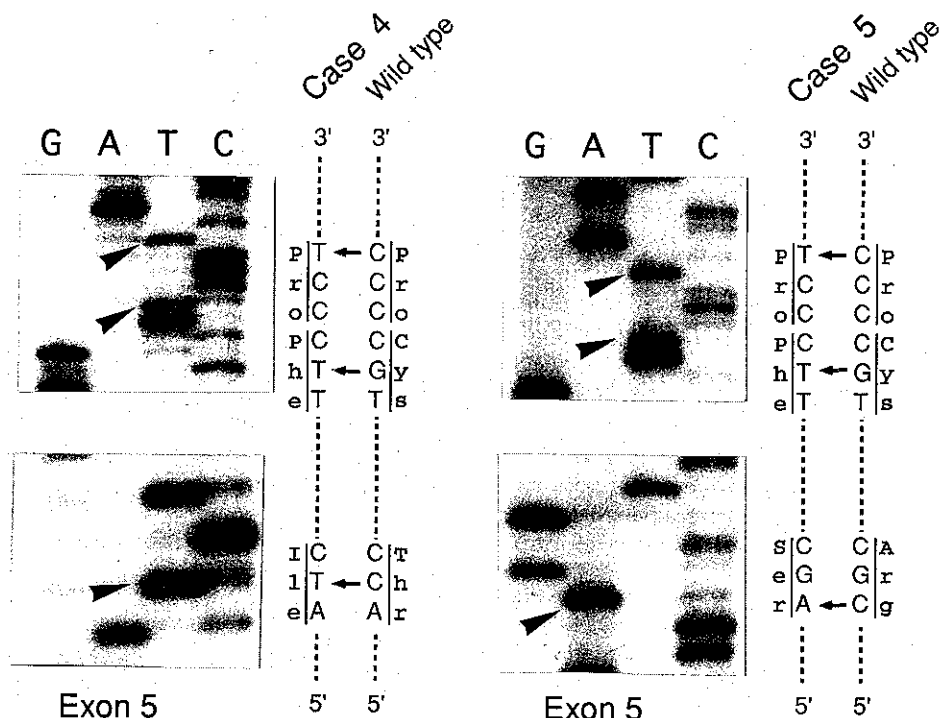 Case 4
Wild type
G A T C
3' 3'
P T ← C P
r C C r
o C C o
P C C C
h T ← G y
e T T s
I C C T
l T ← C h
e A A r
5' 5'
Exon 5
Case 5
Wild type
G A T C
3' 3'
P T ← C P
r C C r
o C C o
P C C C
h T ← G y
e T T s
S C C A
e G G r
r A ← C g
5' 5'
Exon 5